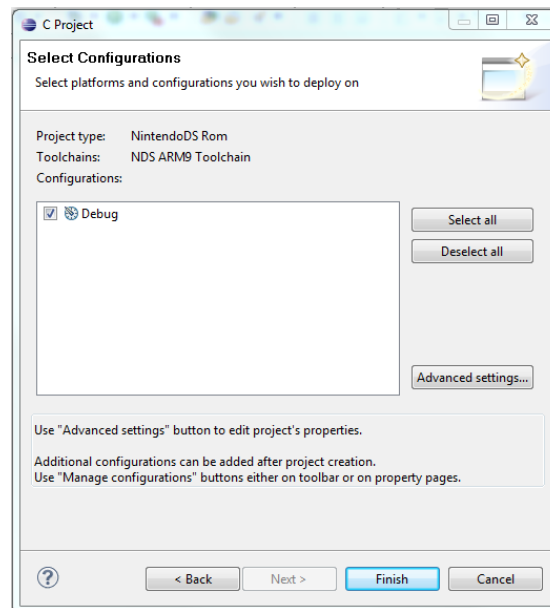 C Project
Select Configurations
Select platforms and configurations you wish to deploy on
Project type: NintendoDS Rom
Toolchains: NDS ARM9 Toolchain
Configurations:
Debug
Select all
Deselect all
Advanced settings...
Use "Advanced settings" button to edit project's properties.
Additional configurations can be added after project creation.
Use "Manage configurations" buttons either on toolbar or on property pages.
?
< Back
Next >
Finish
Cancel